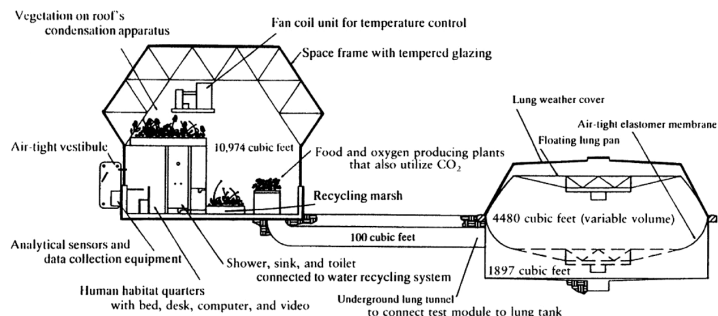 Vegetation on roof's
condensation apparatus
Fan coil unit for temperature control
Space frame with tempered glazing
Lung weather cover
Air-tight elastomer membrane
Floating lung pan
Air-tight vestibule
10,974 cubic feet
Food and oxygen producing plants
that also utilize CO₂
Recycling marsh
4480 cubic feet (variable volume)
100 cubic feet
Analytical sensors and
data collection equipment
Shower, sink, and toilet
connected to water recycling system
1897 cubic feet
Human habitat quarters
with bed, desk, computer, and video
Underground lung tunnel
to connect test module to lung tank